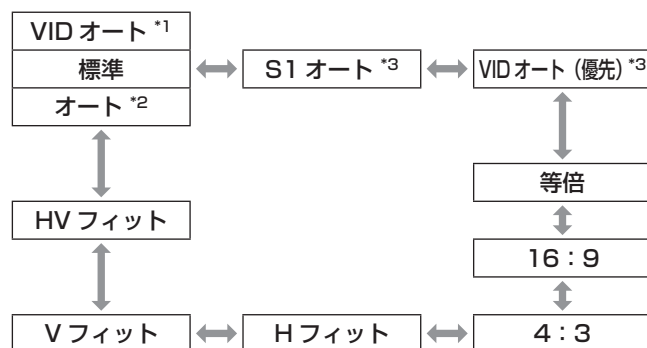 VID オート *1
標準
オート *2
S1 オート *3
VID オート（優先）*3
等倍
16：9
4：3
H フィット
V フィット
HV フィット